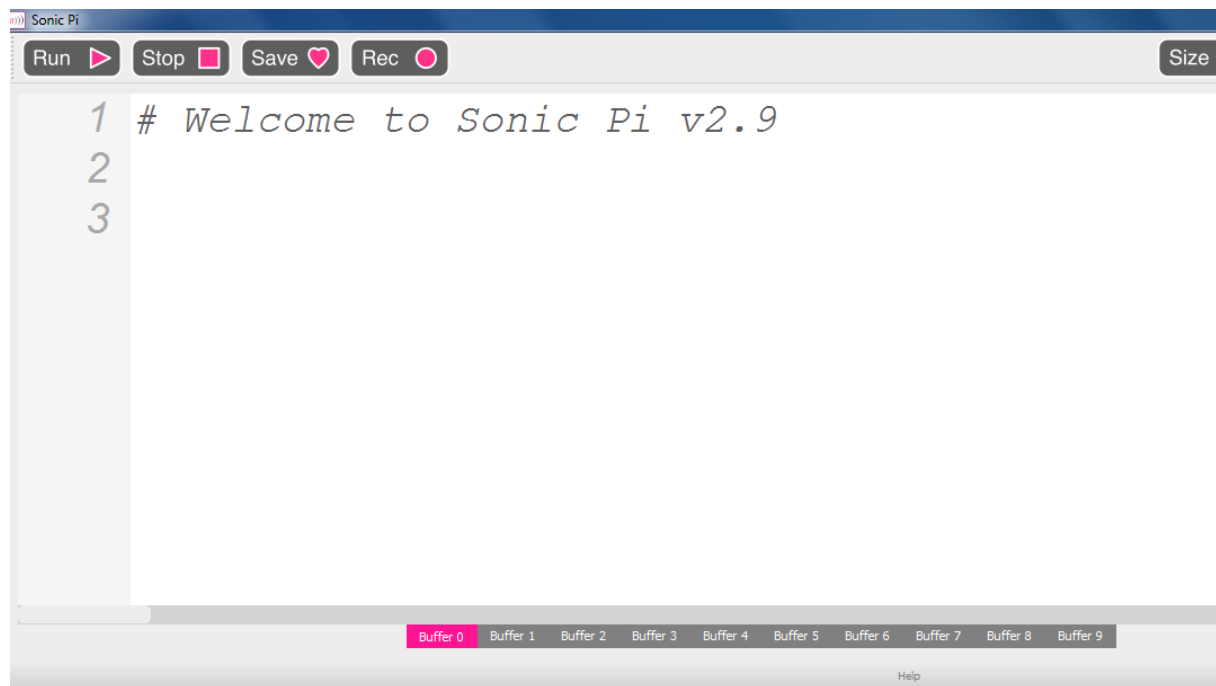 Sonic Pi
Run Stop Save Rec Size
1 # Welcome to Sonic Pi v2.9
2
3
Buffer 0 Buffer 1 Buffer 2 Buffer 3 Buffer 4 Buffer 5 Buffer 6 Buffer 7 Buffer 8 Buffer 9
Help